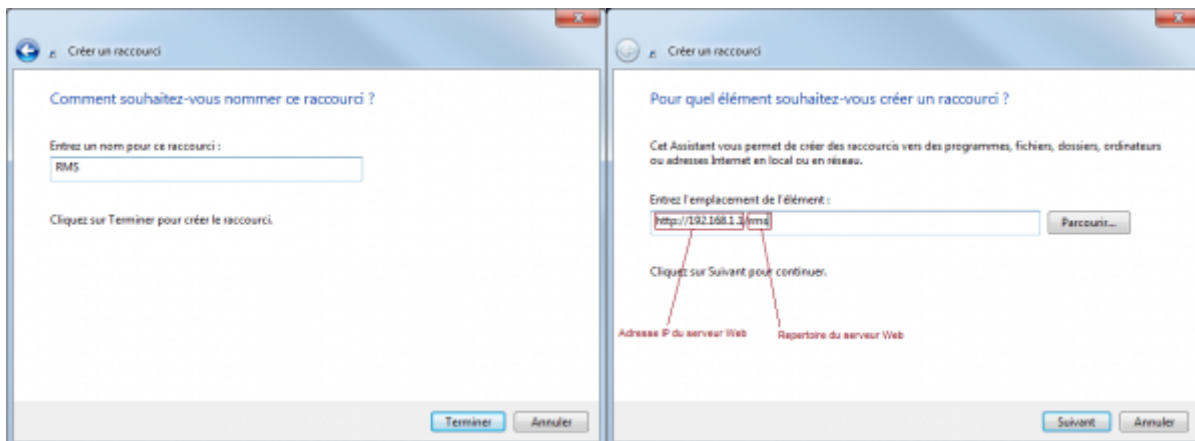 Créer un raccourci
Comment souhaitez-vous nommer ce raccourci ?
Entrez un nom pour ce raccourci :
RMS
Cliquez sur Terminer pour créer le raccourci.
Terminer
Annuler
Créer un raccourci
Pour quel élément souhaitez-vous créer un raccourci ?
Cet Assistant vous permet de créer des raccourcis vers des programmes, fichiers, dossiers, ordinateurs
ou adresses Internet en local ou en réseau.
Entrez l'emplacement de l'élément :
http://192.168.1.1/rms
Parcourir...
Cliquez sur Suivant pour continuer.
Adresse IP du serveur Web
Repertoire du serveur Web
Suivant
Annuler